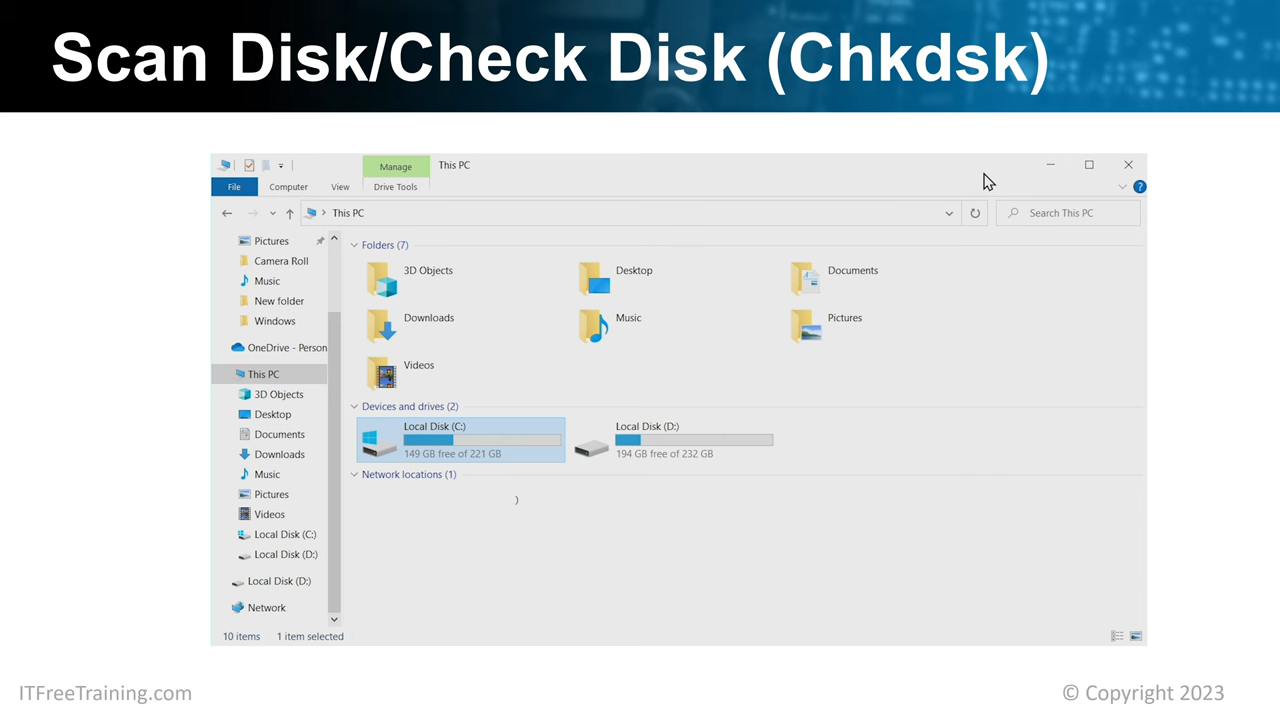 Scan Disk/Check Disk (Chkdsk)
Manage
This PC
File
Computer
View
Drive Tools
This PC
Search This PC
Pictures
Camera Roll
Music
New folder
Windows
OneDrive - Person
This PC
3D Objects
Desktop
Documents
Downloads
Music
Pictures
Videos
Local Disk (C:)
Local Disk (D:)
Local Disk (D:)
Network
Folders (7)
3D Objects
Desktop
Documents
Downloads
Music
Pictures
Videos
Devices and drives (2)
Local Disk (C:)
149 GB free of 221 GB
Local Disk (D:)
194 GB free of 232 GB
Network locations (1)
)
10 items
1 item selected
ITFreeTraining.com
© Copyright 2023